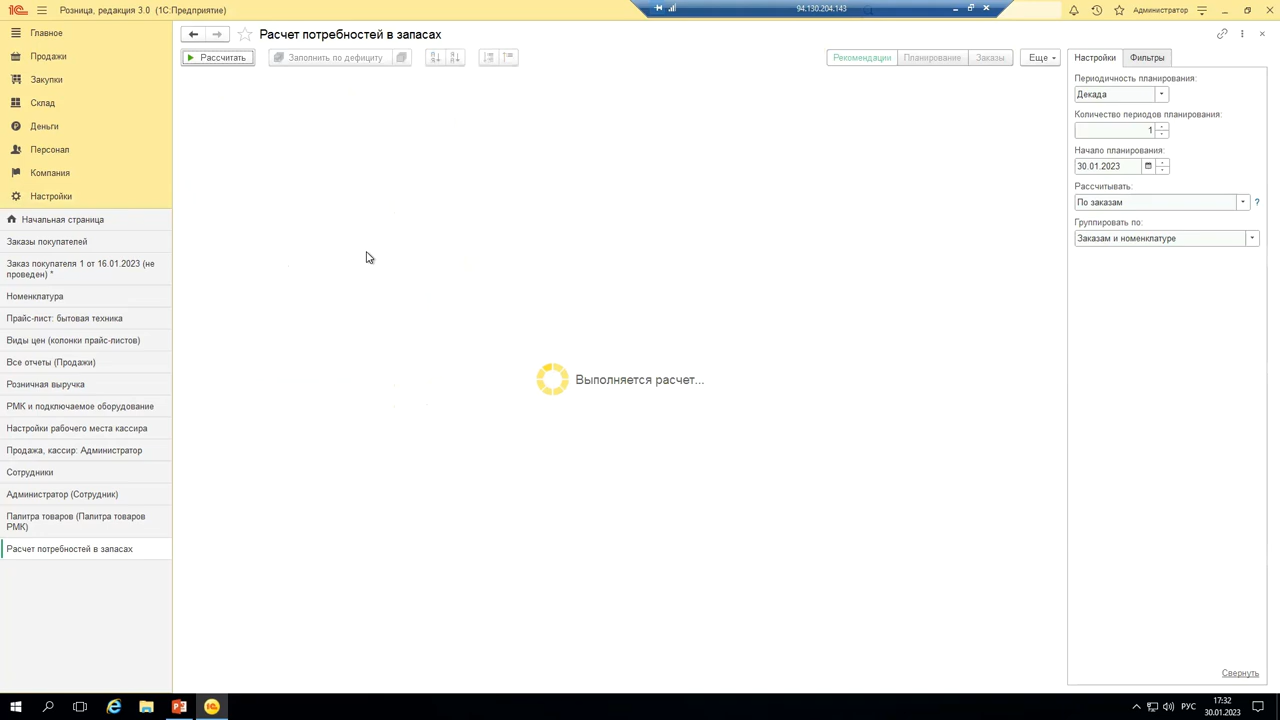 Розница, редакция 3.0 (1С:Предприятие)
94.130.204.143
Администратор
Главное
Продажи
Закупки
Склад
Деньги
Персонал
Компания
Настройки
Начальная страница
Заказы покупателей
Заказ покупателя 1 от 16.01.2023 (не
проведен) *
Номенклатура
Прайс-лист: бытовая техника
Виды цен (колонки прайс-листов)
Все отчеты (Продажи)
Розничная выручка
РМК и подключаемое оборудование
Настройки рабочего места кассира
Продажа, кассир: Администратор
Сотрудники
Администратор (Сотрудник)
Палитра товаров (Палитра товаров
РМК)
Расчет потребностей в запасах
Расчет потребностей в запасах
Рассчитать
Заполнить по дефициту
Рекомендации
Планирование
Заказы
Еще
Выполняется расчет...
Настройки
Фильтры
Периодичность планирования:
Декада
Количество периодов планирования:
1
Начало планирования:
30.01.2023
Рассчитывать:
По заказам
?
Группировать по:
Заказам и номенклатуре
Свернуть
РУС
17:32
30.01.2023